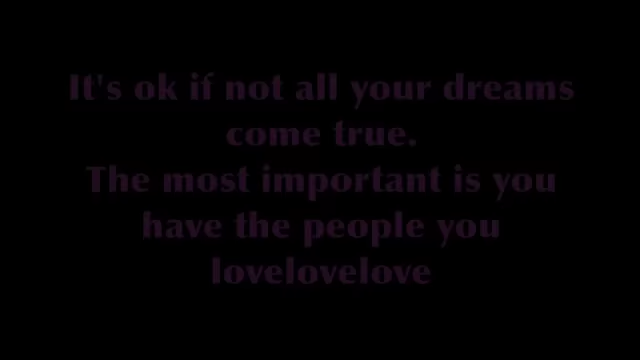 It's ok if not all your dreams
come true.
The most important is you
have the people you
lovelovelove